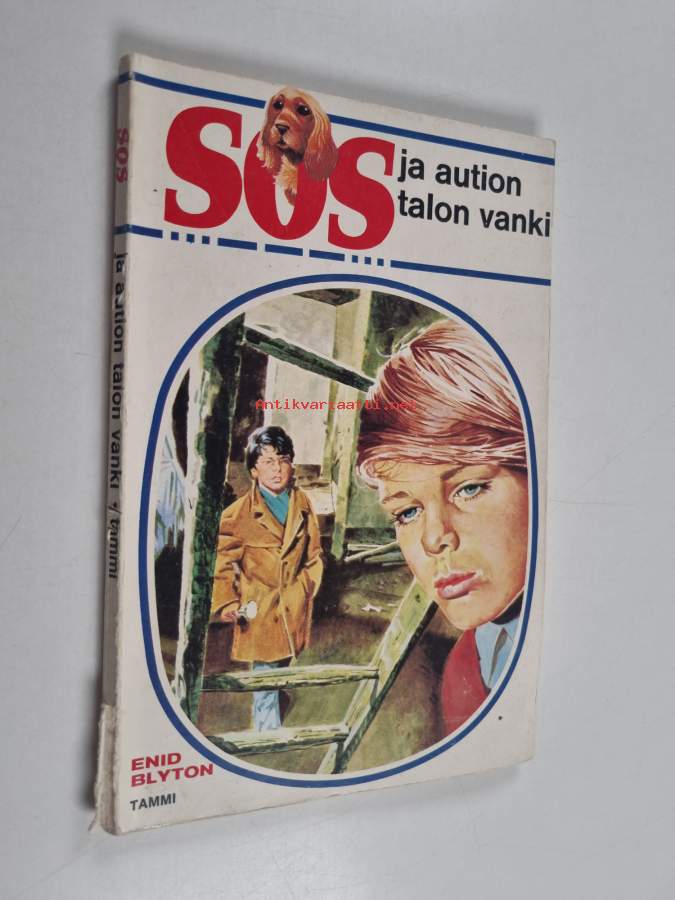 SOS
ja aution
talon vanki
Antikvariaatti.net
ENID
BLYTON
TAMMI
SOS ja aution talon vanki • tammi